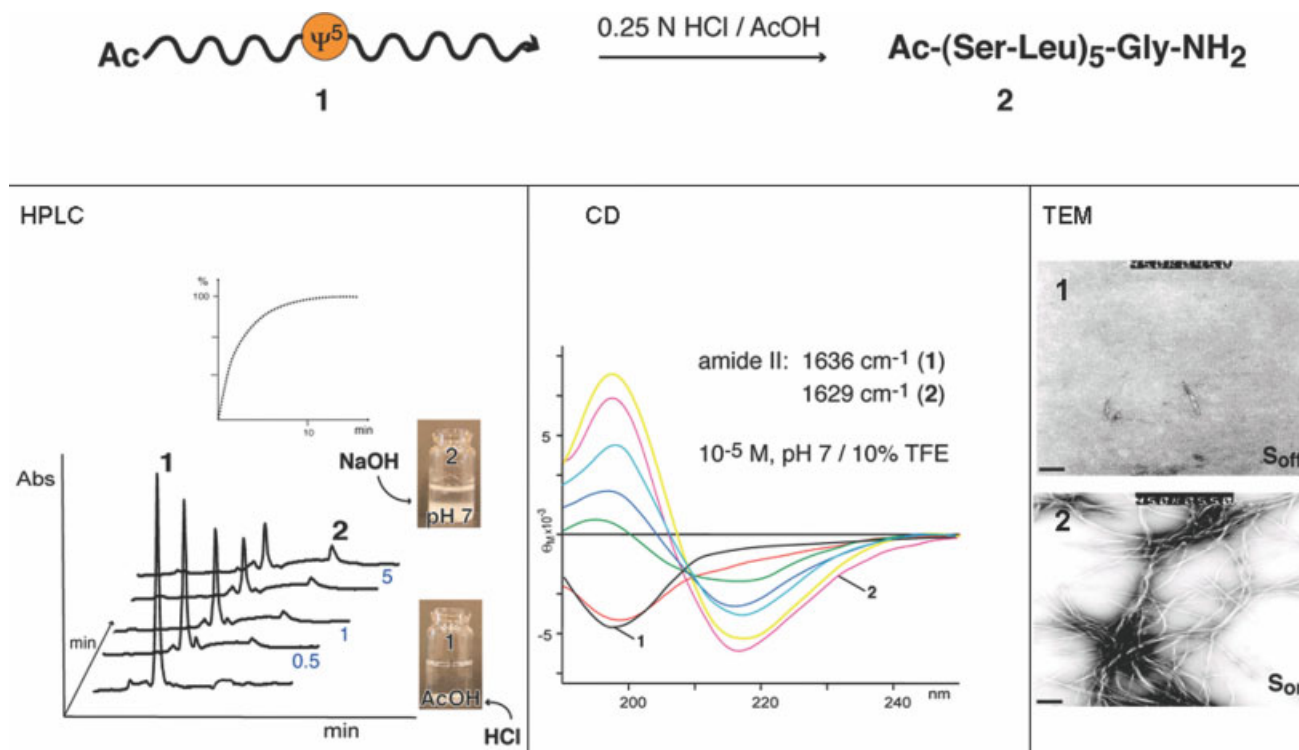 Ac Ψ5
1
0.25 N HCl / AcOH
Ac-(Ser-Leu)5-Gly-NH2
2
HPLC
%
100
10
min
Abs
1
2
5
1
0.5
min
min
NaOH
2
pH 7
1
AcOH
HCl
CD
amide II: 1636 cm-1 (1)
1629 cm-1 (2)
10-5 M, pH 7 / 10% TFE
ΘM x10-3
5
-5
1
2
200
220
240
nm
TEM
1
Soff
2
Son